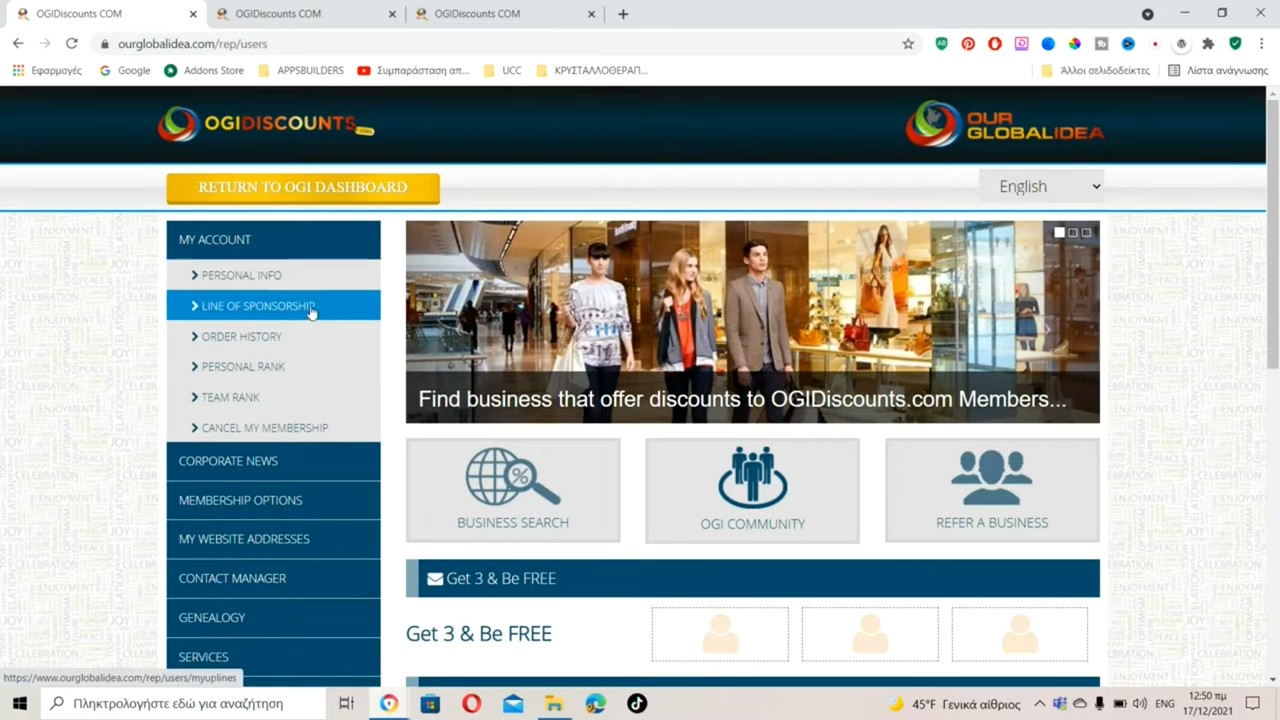 OGIDiscounts COM
OGIDiscounts COM
OGIDiscounts COM
ourglobalidea.com/rep/users
Εφαρμογές
Google
Addons Store
APPSBUILDERS
Συμπαράσταση απ...
UCC
ΚΡΥΣΤΑΛΛΟΘΕΡΑΠ...
Άλλοι σελιδοδείκτες
Λίστα ανάγνωσης
OGIDISCOUNTS
OUR
GLOBALIDEA
RETURN TO OGI DASHBOARD
English
MY ACCOUNT
PERSONAL INFO
LINE OF SPONSORSHIP
ORDER HISTORY
PERSONAL RANK
TEAM RANK
CANCEL MY MEMBERSHIP
CORPORATE NEWS
MEMBERSHIP OPTIONS
MY WEBSITE ADDRESSES
CONTACT MANAGER
GENEALOGY
SERVICES
Find business that offer discounts to OGIDiscounts.com Members...
BUSINESS SEARCH
OGI COMMUNITY
REFER A BUSINESS
Get 3 & Be FREE
Get 3 & Be FREE
https://www.ourglobalidea.com/rep/users/myuplines
Πληκτρολογήστε εδώ για αναζήτηση
45°F Γενικά αίθριος
ENG
12:50 πμ
17/12/2021